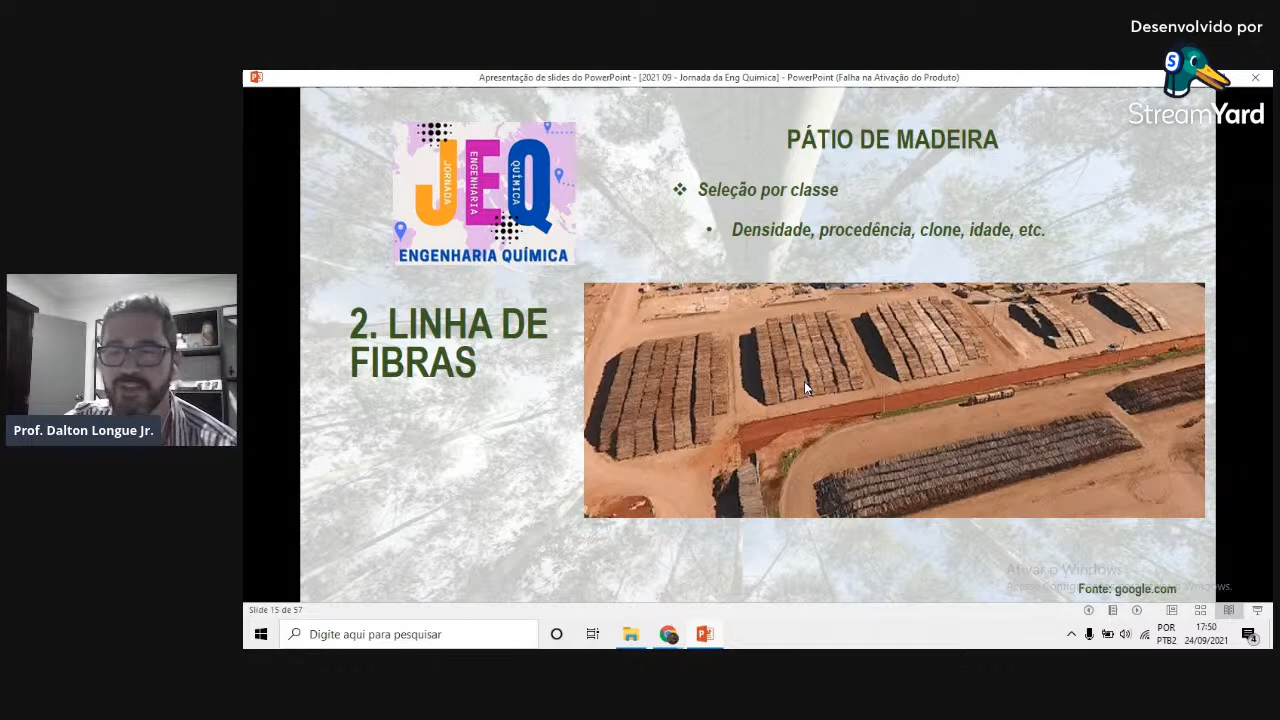 Desenvolvido por
StreamYard
Apresentação de slides do PowerPoint - [2021 09 - Jornada da Eng Química] - PowerPoint (Falha na Ativação do Produto)
JORNADA
ENGENHARIA
QUÍMICA
JEQ
ENGENHARIA QUÍMICA
PÁTIO DE MADEIRA
Seleção por classe
Densidade, procedência, clone, idade, etc.
2. LINHA DE
FIBRAS
Prof. Dalton Longue Jr.
Ativar o Windows
Fonte: google.com
Windows.
Slide 15 de 57
Digite aqui para pesquisar
POR
PTB2
17:50
24/09/2021
4